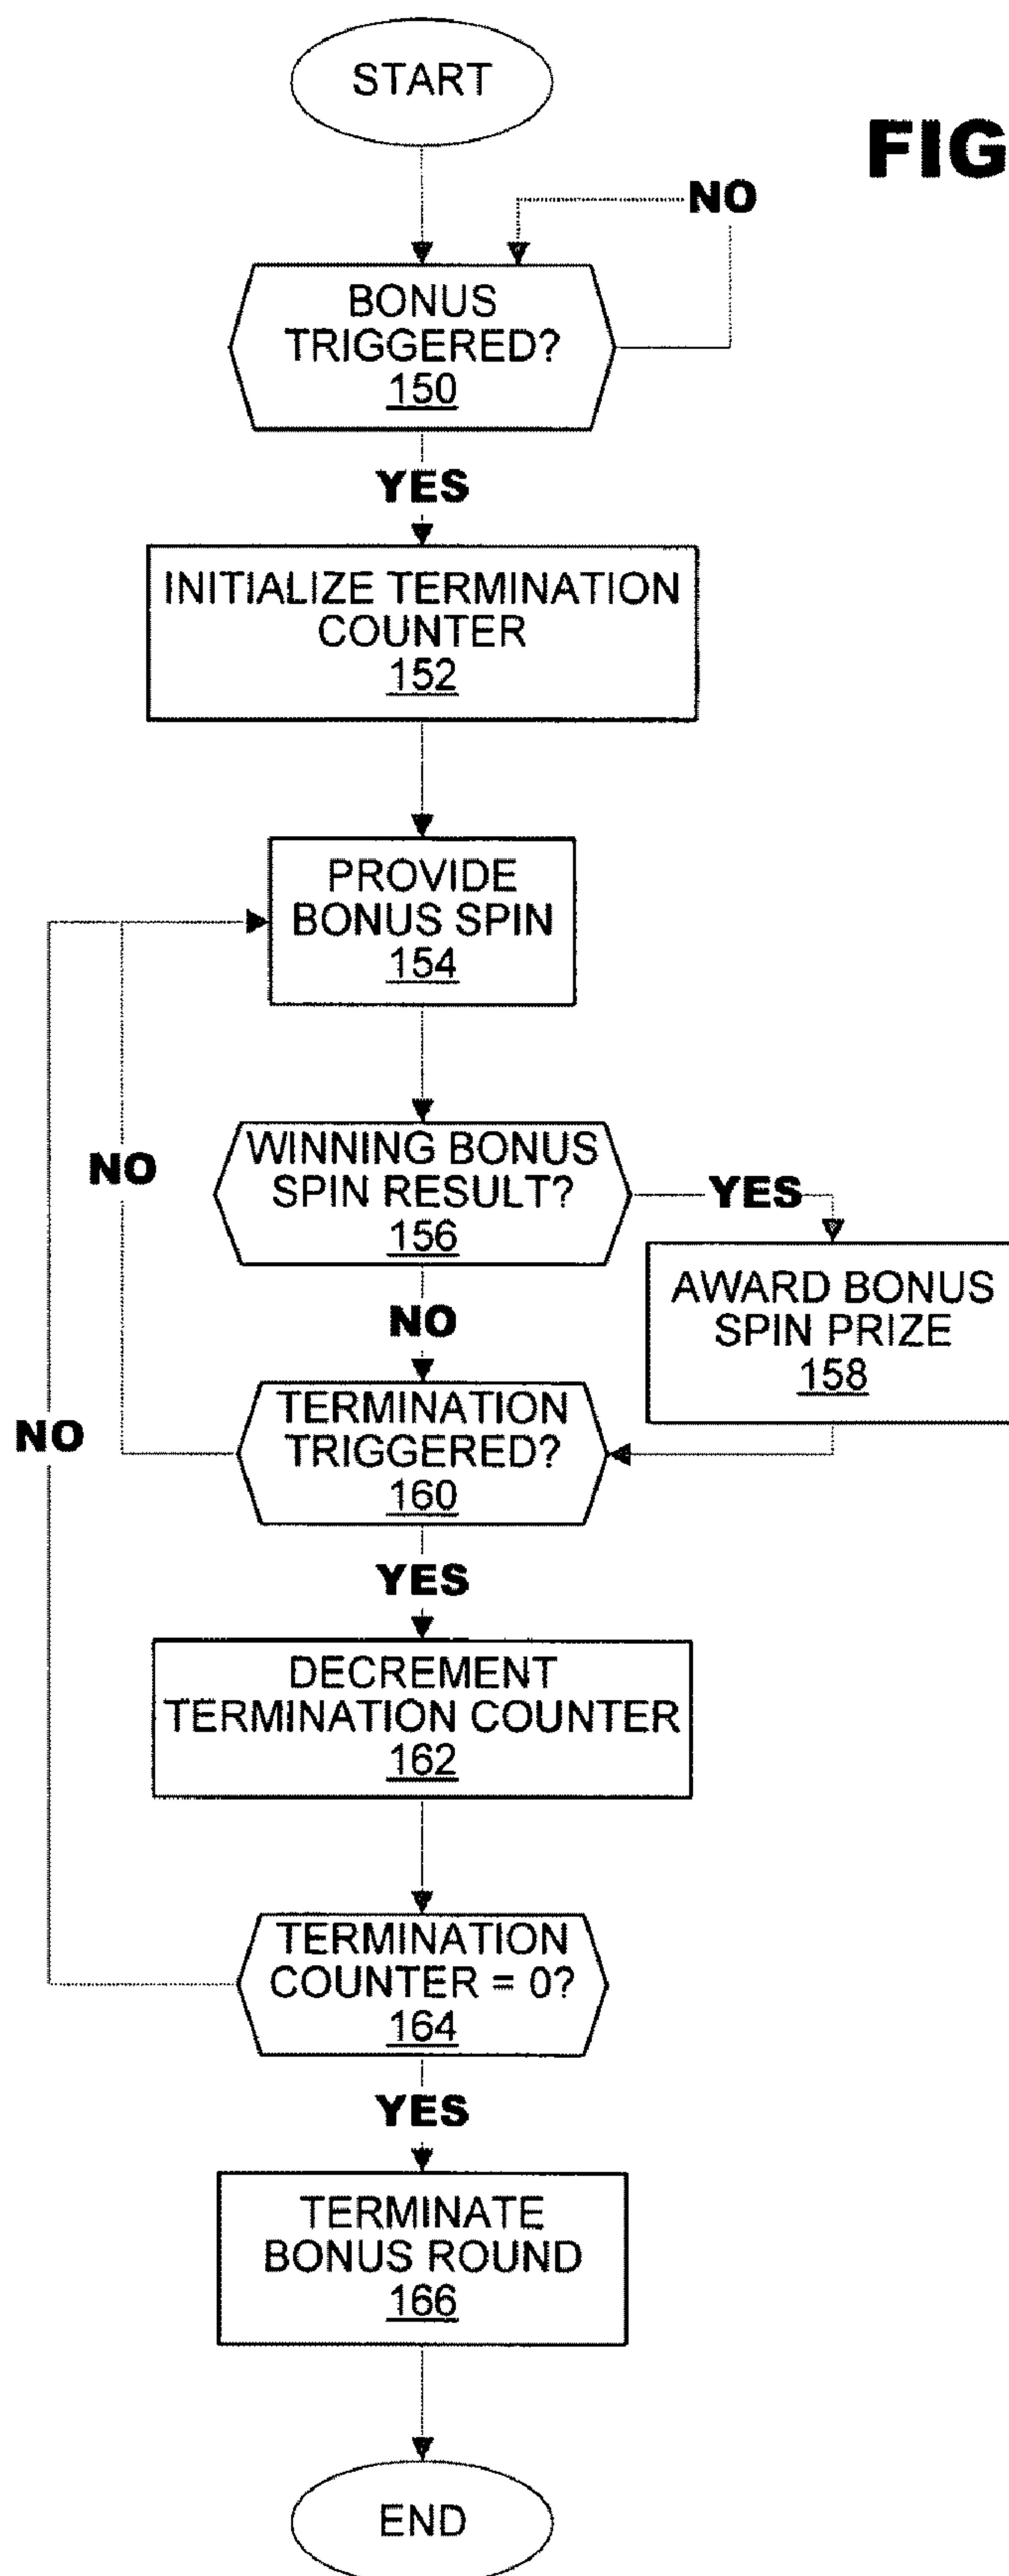 START
FIG
NO
BONUS
TRIGGERED?
150
YES
INITIALIZE TERMINATION
COUNTER
152
PROVIDE
BONUS SPIN
154
NO
WINNING BONUS
SPIN RESULT?
156
YES
AWARD BONUS
SPIN PRIZE
158
NO
TERMINATION
TRIGGERED?
160
NO
YES
DECREMENT
TERMINATION COUNTER
162
TERMINATION
COUNTER = 0?
164
YES
TERMINATE
BONUS ROUND
166
END